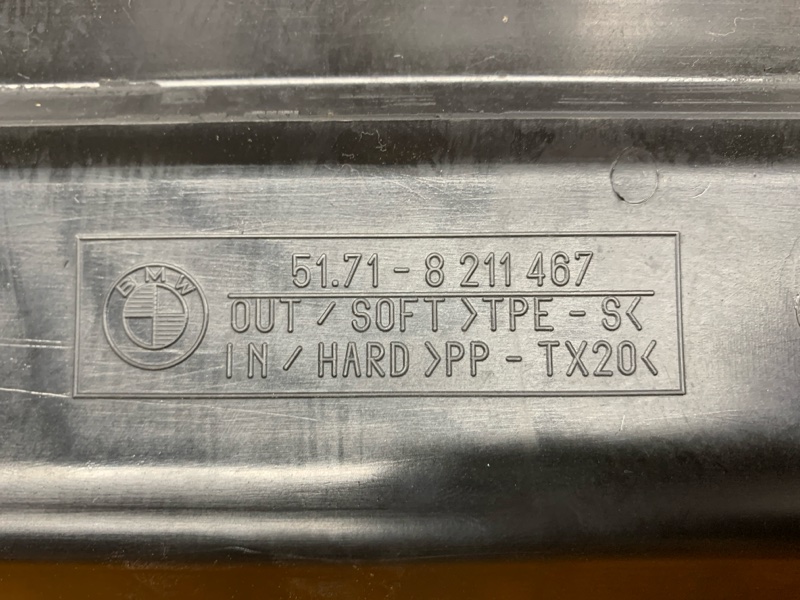 BMW
51.71-8 211 467
OUT / SOFT >TPE-S<
IN / HARD >PP-TX20<